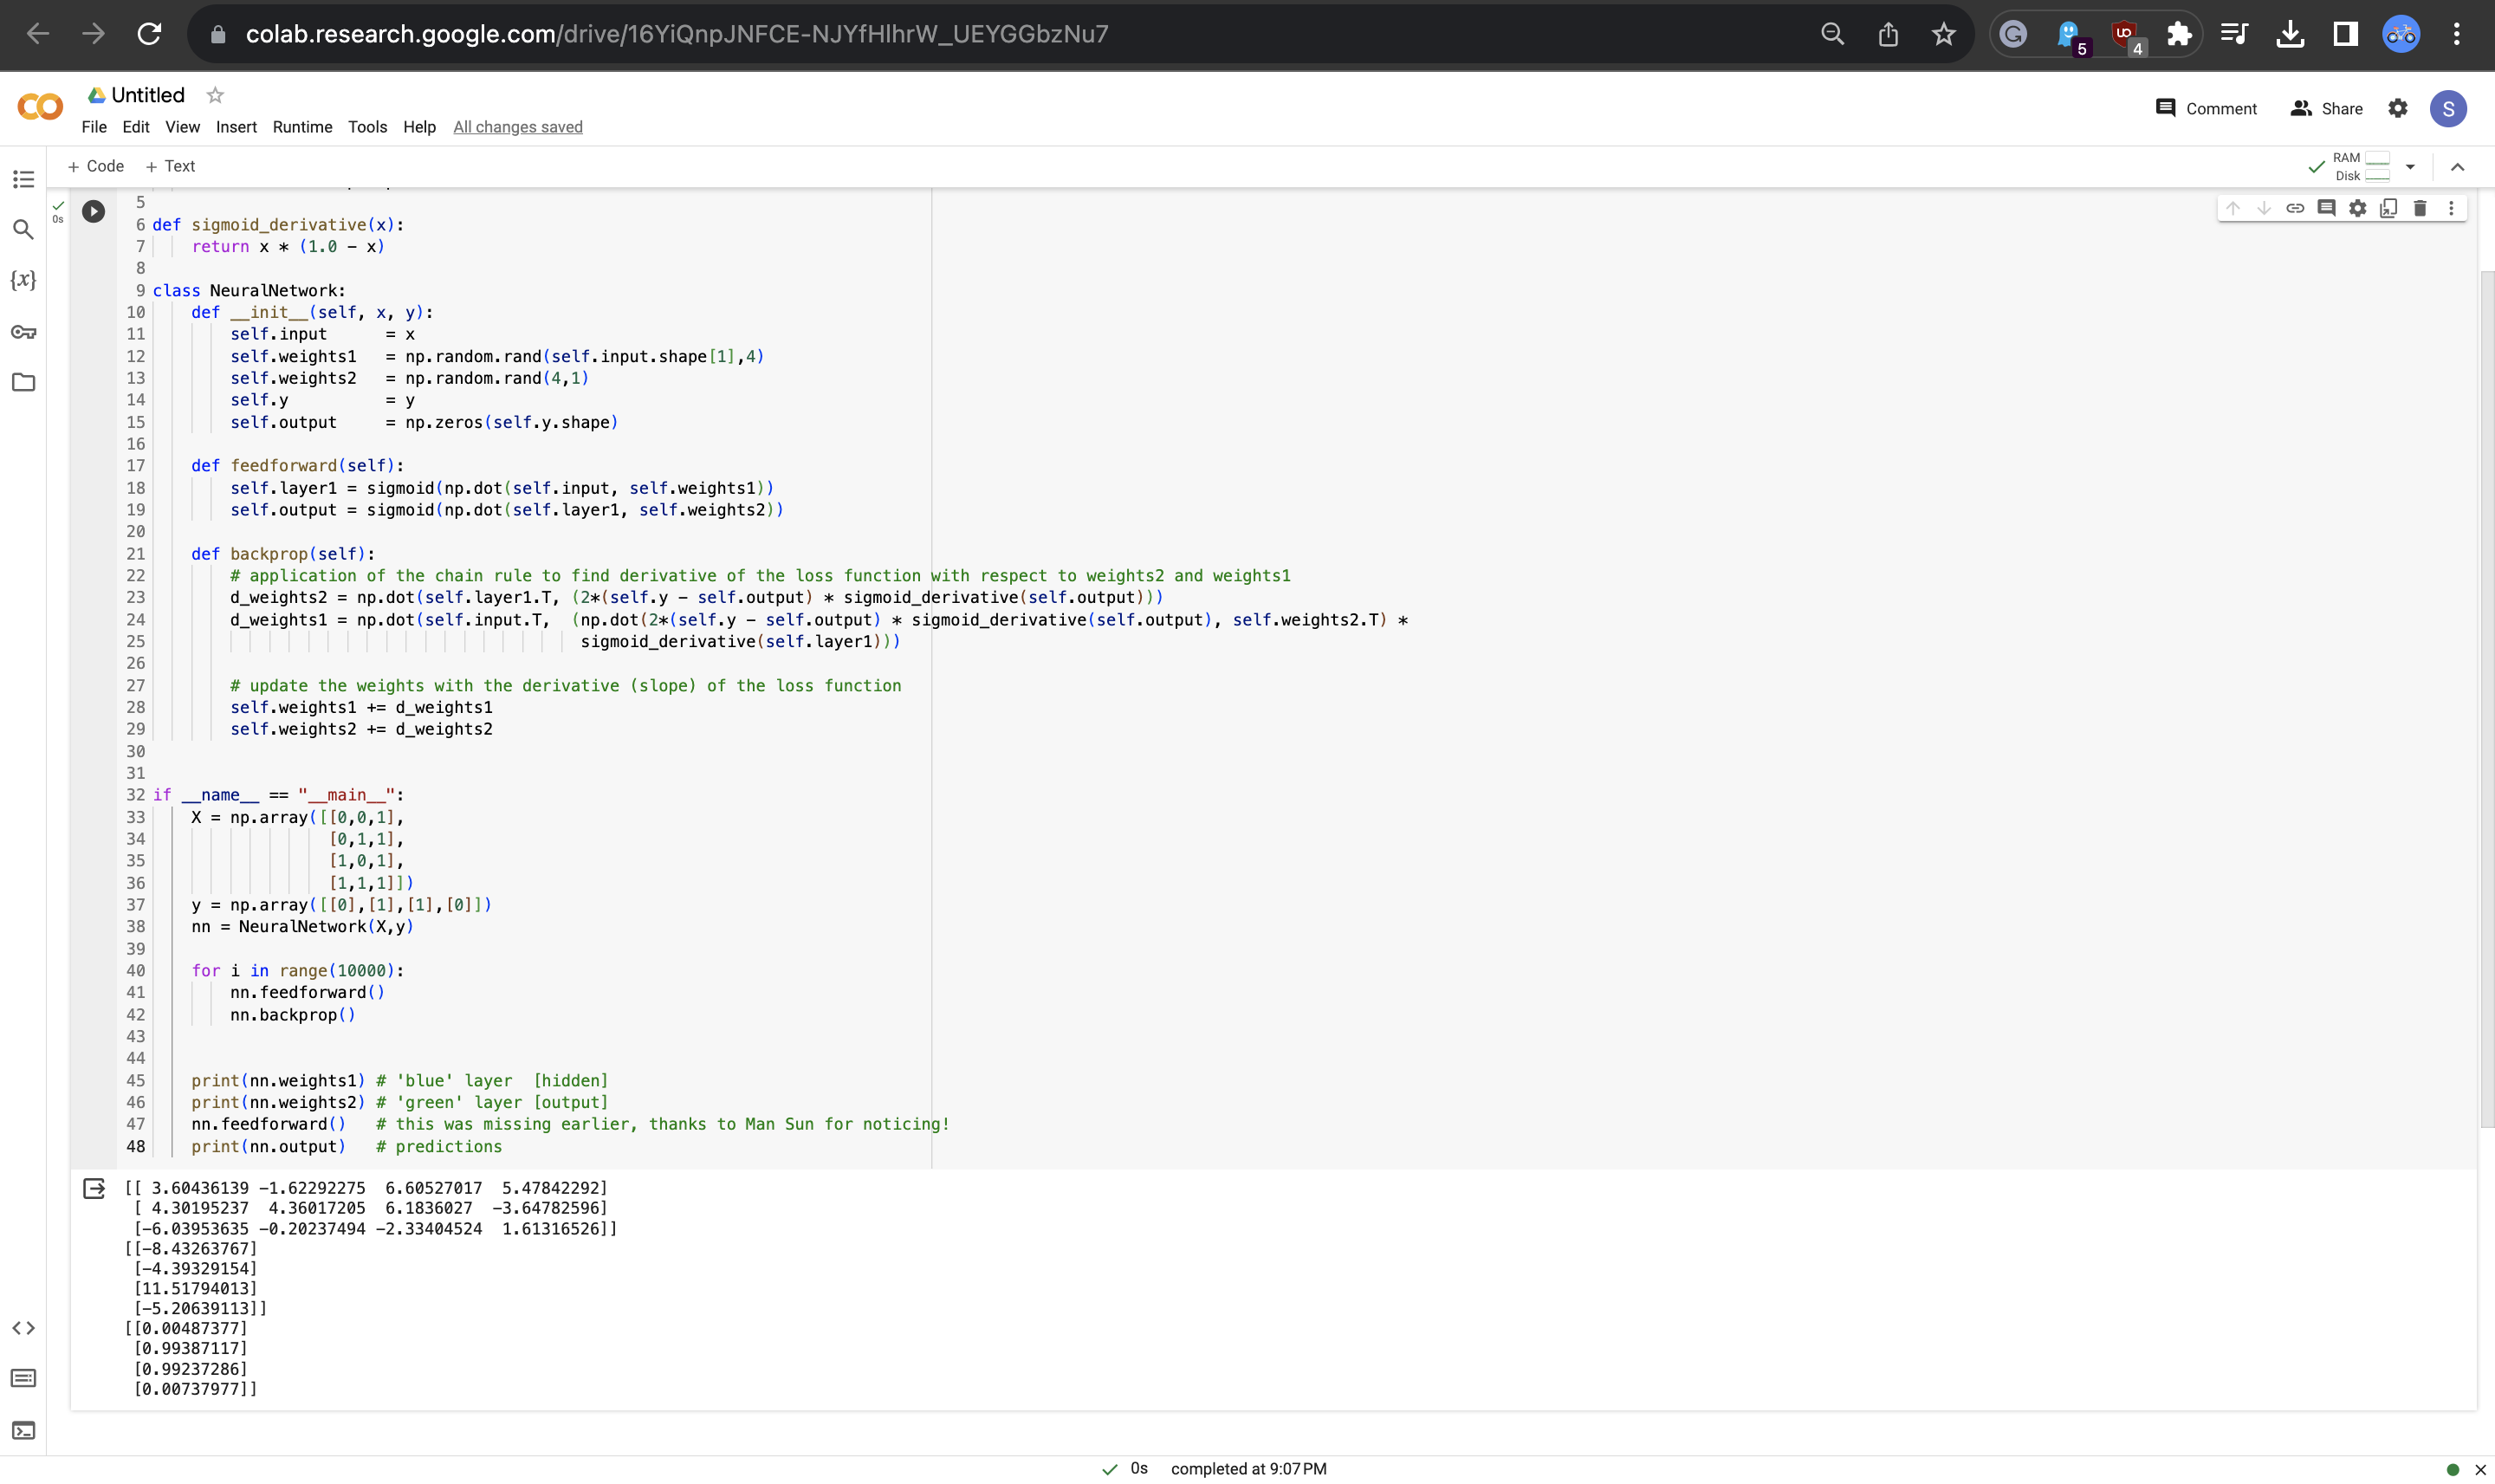 colab.research.google.com/drive/16YiQnpJNFCE-NJYfHlhrW_UEYGGbzNu7
5
4
Untitled
File Edit View Insert Runtime Tools Help All changes saved
Comment
Share
S
+ Code + Text
RAM
Disk
0s
5
6 def sigmoid_derivative(x):
7     return x * (1.0 - x)
8
9 class NeuralNetwork:
10     def __init__(self, x, y):
11         self.input      = x
12         self.weights1   = np.random.rand(self.input.shape[1],4)
13         self.weights2   = np.random.rand(4,1)
14         self.y          = y
15         self.output     = np.zeros(self.y.shape)
16
17     def feedforward(self):
18         self.layer1 = sigmoid(np.dot(self.input, self.weights1))
19         self.output = sigmoid(np.dot(self.layer1, self.weights2))
20
21     def backprop(self):
22         # application of the chain rule to find derivative of the loss function with respect to weights2 and weights1
23         d_weights2 = np.dot(self.layer1.T, (2*(self.y - self.output) * sigmoid_derivative(self.output)))
24         d_weights1 = np.dot(self.input.T,  (np.dot(2*(self.y - self.output) * sigmoid_derivative(self.output), self.weights2.T) *
25                                             sigmoid_derivative(self.layer1)))
26
27         # update the weights with the derivative (slope) of the loss function
28         self.weights1 += d_weights1
29         self.weights2 += d_weights2
30
31
32 if __name__ == "__main__":
33     X = np.array([[0,0,1],
34                   [0,1,1],
35                   [1,0,1],
36                   [1,1,1]])
37     y = np.array([[0],[1],[1],[0]])
38     nn = NeuralNetwork(X,y)
39
40     for i in range(10000):
41         nn.feedforward()
42         nn.backprop()
43
44
45     print(nn.weights1) # 'blue' layer  [hidden]
46     print(nn.weights2) # 'green' layer [output]
47     nn.feedforward()   # this was missing earlier, thanks to Man Sun for noticing!
48     print(nn.output)   # predictions
[[ 3.60436139 -1.62292275  6.60527017  5.47842292]
 [ 4.30195237  4.36017205  6.1836027  -3.64782596]
 [-6.03953635 -0.20237494 -2.33404524  1.61316526]]
[[-8.43263767]
 [-4.39329154]
 [11.51794013]
 [-5.20639113]]
[[0.00487377]
 [0.99387117]
 [0.99237286]
 [0.00737977]]
0s completed at 9:07 PM